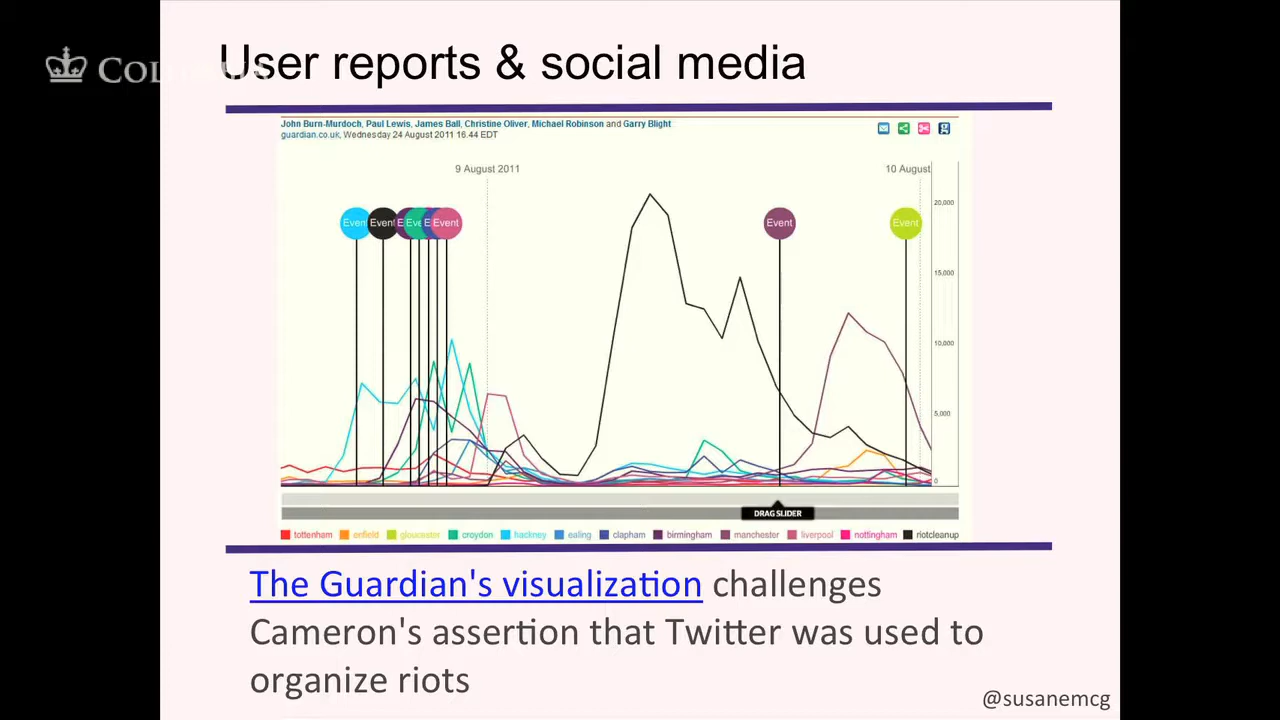 User reports & social media
John Burn-Murdoch, Paul Lewis, James Ball, Christine Oliver, Michael Robinson and Garry Blight
guardian.co.uk, Wednesday 24 August 2011 16.44 EDT
9 August 2011
10 August
20,000
Even Event E Eve E Event Event Event
15,000
10,000
5,000
0
DRAG SLIDER
tottenham enfield gloucester croydon hackney ealing clapham birmingham manchester liverpool nottingham riotcleanup
The Guardian's visualization challenges
Cameron's assertion that Twitter was used to
organize riots
@susanemcg